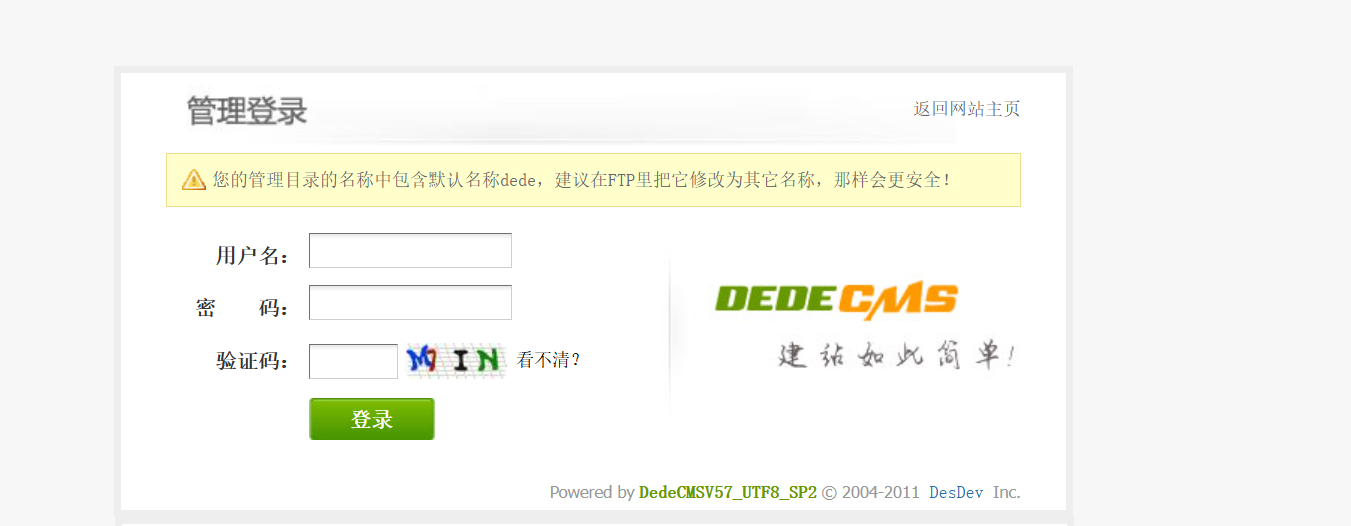 管理登录
返回网站主页
您的管理目录的名称中包含默认名称dede，建议在FTP里把它修改为其它名称，那样会更安全！
用户名：
密 码：
验证码： M7IN 看不清？
登录
DEDECMS
建站如此简单！
Powered by DedeCMSV57_UTF8_SP2 © 2004-2011 DesDev Inc.